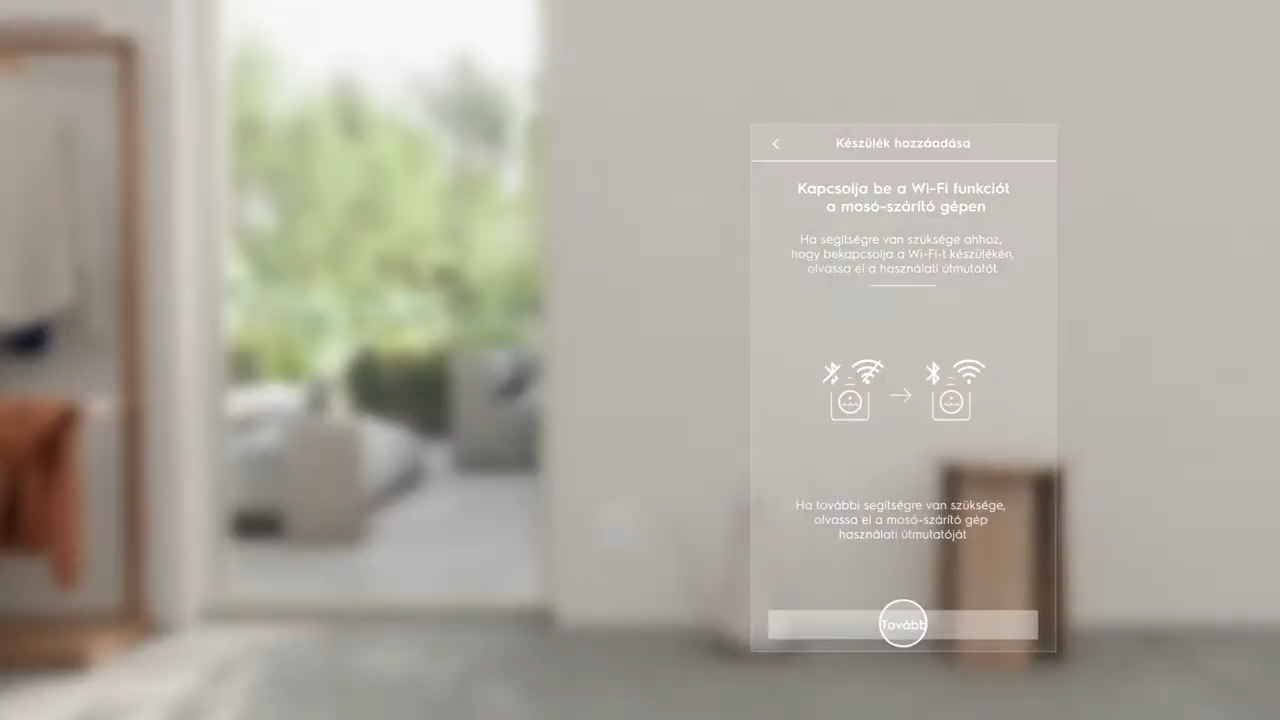 Készülék hozzáadása
Kapcsolja be a Wi-Fi funkciót
a mosó-szárító gépen
Ha segítségre van szüksége ahhoz,
hogy bekapcsolja a Wi-Fi-t készülékén,
olvassa el a használati útmutatót.
Ha további segítségre van szüksége,
olvassa el a mosó-szárító gép
használati útmutatóját
Tovább